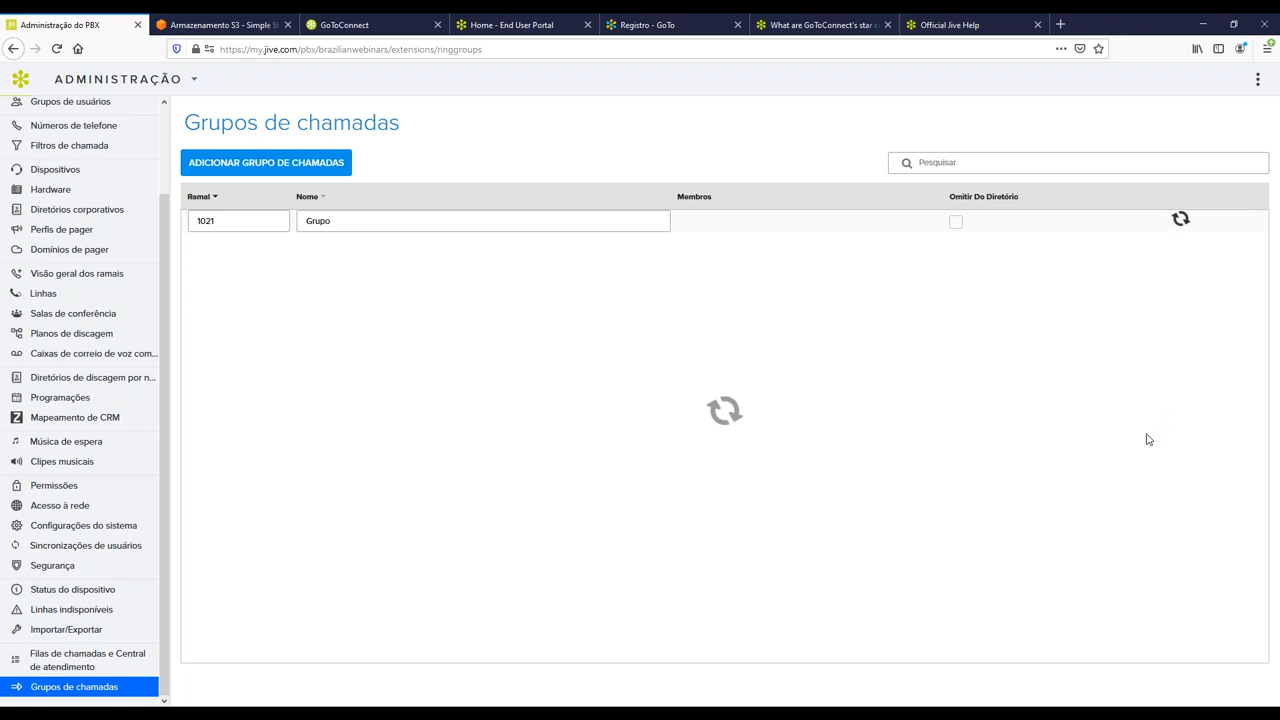 Administração do PBX
Armazenamento S3 - Simple S
GoToConnect
Home - End User Portal
Registro - GoTo
What are GoToConnect's star c
Official Jive Help
https://my.jive.com/pbx/brazilianwebinars/extensions/ringgroups
ADMINISTRAÇÃO
Grupos de usuários
Números de telefone
Filtros de chamada
Dispositivos
Hardware
Diretórios corporativos
Perfis de pager
Domínios de pager
Visão geral dos ramais
Linhas
Salas de conferência
Planos de discagem
Caixas de correio de voz com...
Diretórios de discagem por n...
Programações
Mapeamento de CRM
Música de espera
Clipes musicais
Permissões
Acesso à rede
Configurações do sistema
Sincronizações de usuários
Segurança
Status do dispositivo
Linhas indisponíveis
Importar/Exportar
Filas de chamadas e Central
de atendimento
Grupos de chamadas
Grupos de chamadas
ADICIONAR GRUPO DE CHAMADAS
Pesquisar
Ramal
Nome
Membros
Omitir Do Diretório
1021
Grupo